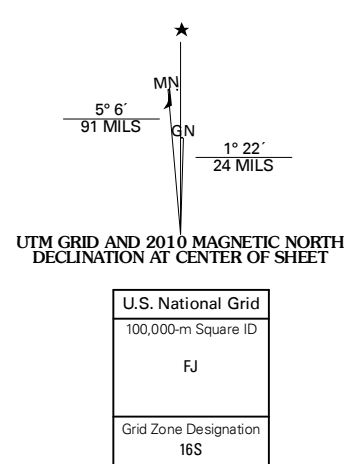 MN
5° 6´
91 MILS
GN
1° 22´
24 MILS
UTM GRID AND 2010 MAGNETIC NORTH
DECLINATION AT CENTER OF SHEET
U.S. National Grid
100,000-m Square ID
FJ
Grid Zone Designation
16S